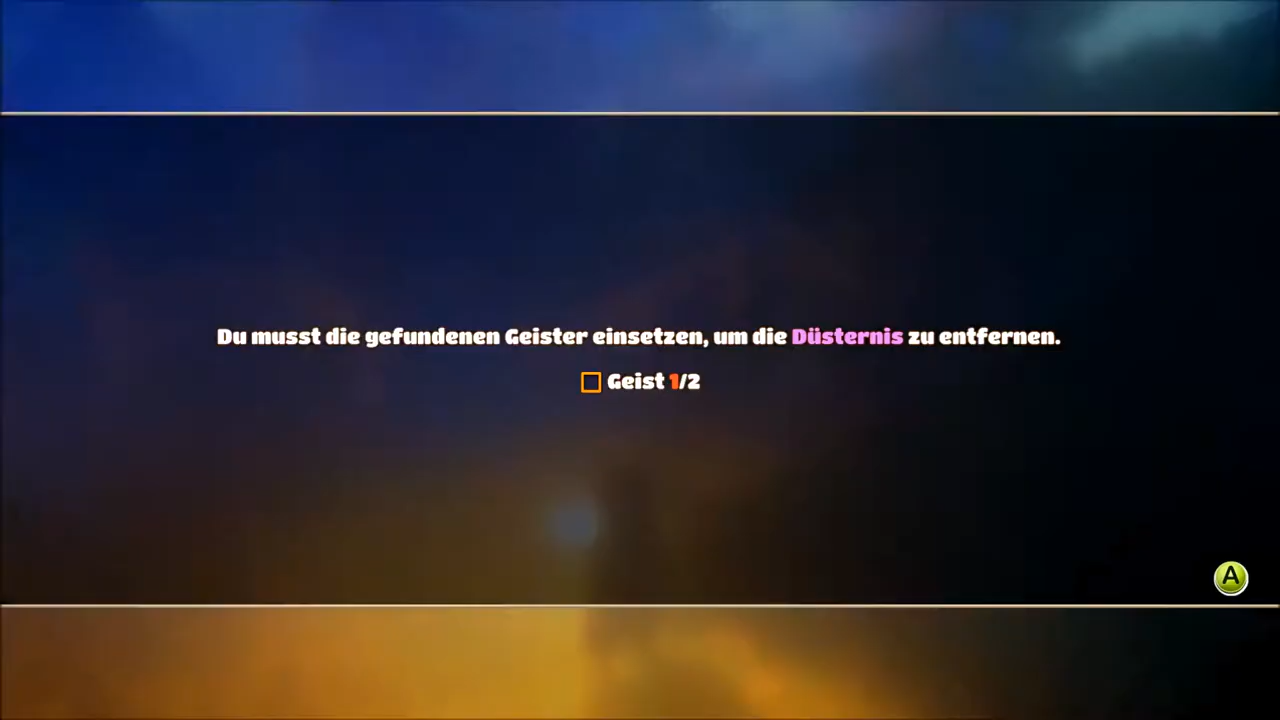 Du musst die gefundenen Geister einsetzen, um die Düsternis zu entfernen.
Geist 1/2
A